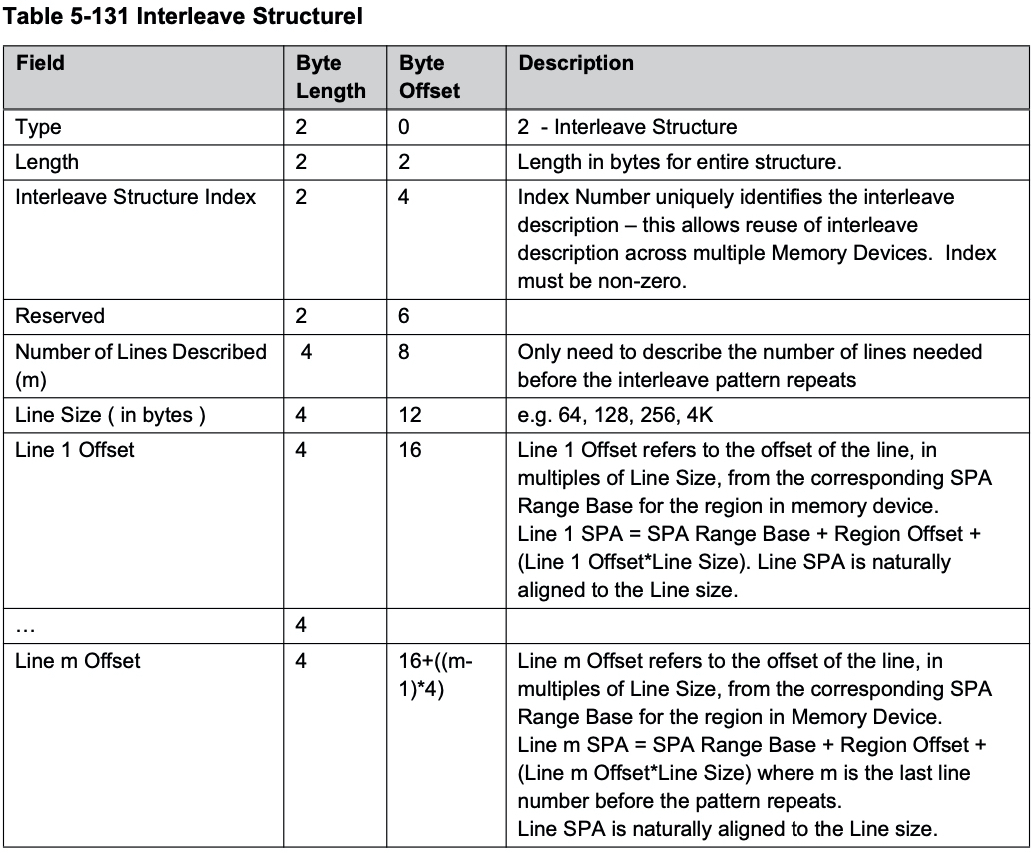 Table 5-131 Interleave Structurel
Field Byte Length Byte Offset Description
Type 2 0 2 - Interleave Structure
Length 2 2 Length in bytes for entire structure.
Interleave Structure Index 2 4 Index Number uniquely identifies the interleave
description – this allows reuse of interleave
description across multiple Memory Devices. Index
must be non-zero.
Reserved 2 6
Number of Lines Described (m) 4 8 Only need to describe the number of lines needed
before the interleave pattern repeats
Line Size ( in bytes ) 4 12 e.g. 64, 128, 256, 4K
Line 1 Offset 4 16 Line 1 Offset refers to the offset of the line, in
multiples of Line Size, from the corresponding SPA
Range Base for the region in memory device.
Line 1 SPA = SPA Range Base + Region Offset +
(Line 1 Offset*Line Size). Line SPA is naturally
aligned to the Line size.
… 4
Line m Offset 4 16+((m-1)*4) Line m Offset refers to the offset of the line, in
multiples of Line Size, from the corresponding SPA
Range Base for the region in Memory Device.
Line m SPA = SPA Range Base + Region Offset +
(Line m Offset*Line Size) where m is the last line
number before the pattern repeats.
Line SPA is naturally aligned to the Line size.